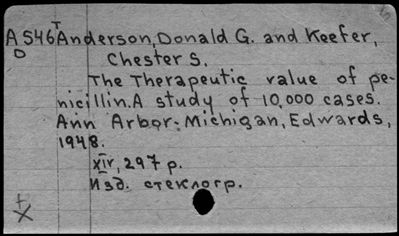 T
A546 Anderson, Donald G. and Keefer,
D Chester S.
The Therapeutic value of pe-
nicillin. A study of 10,000 cases.
Ann Arbor: Michigan, Edwards,
1948.
XIV, 297 p.
Изд. стеклогр.
+
X